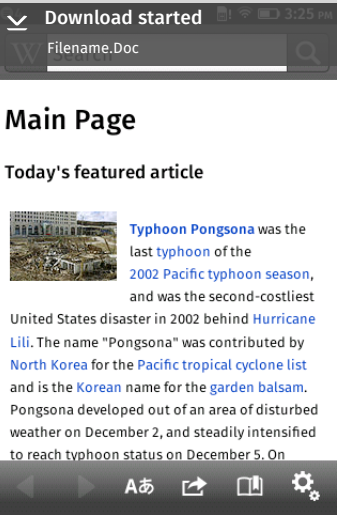 Download started
3:25 PM
Filename.Doc
W Search
Main Page
Today's featured article
Typhoon Pongsona was the
last typhoon of the
2002 Pacific typhoon season,
and was the second-costliest
United States disaster in 2002 behind Hurricane
Lili. The name "Pongsona" was contributed by
North Korea for the Pacific tropical cyclone list
and is the Korean name for the garden balsam.
Pongsona developed out of an area of disturbed
weather on December 2, and steadily intensified
to reach typhoon status on December 5. On
Aあ